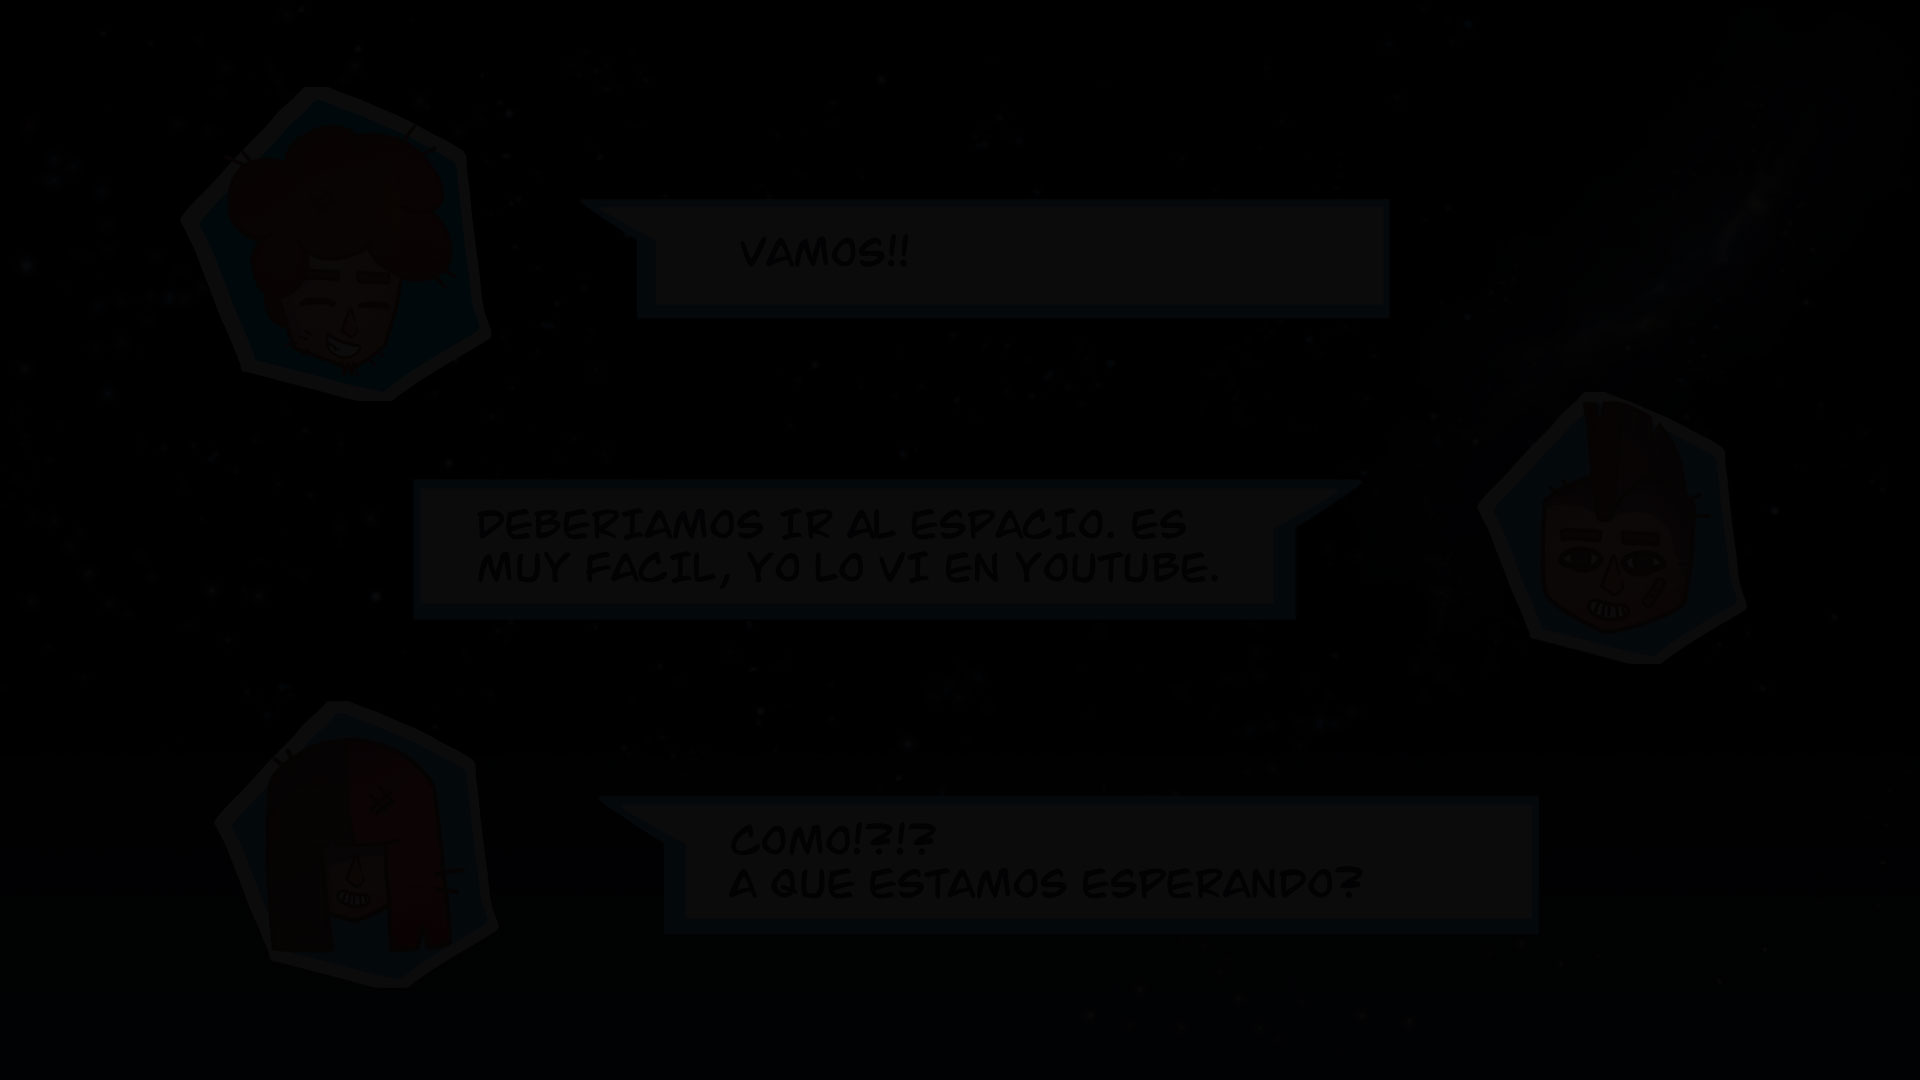 VAMOS!!
DEBERIAMOS IR AL ESPACIO. ES
MUY FACIL, YO LO VI EN YOUTUBE.
COMO!?!?
A QUE ESTAMOS ESPERANDO?